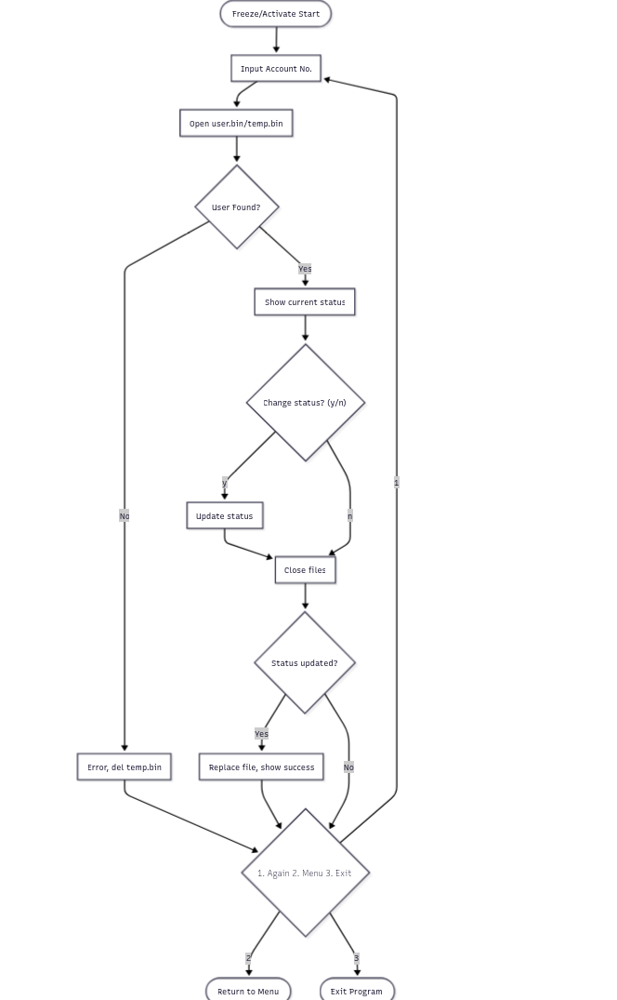 Freeze/Activate Start
Input Account No.
Open user.bin/temp.bin
User Found?
Yes
Show current status
Change status? (y/n)
y
1
Update status
No
n
Close files
Status updated?
Yes
Error, del temp.bin
Replace file, show success
No
1. Again 2. Menu 3. Exit
2
3
Return to Menu
Exit Program